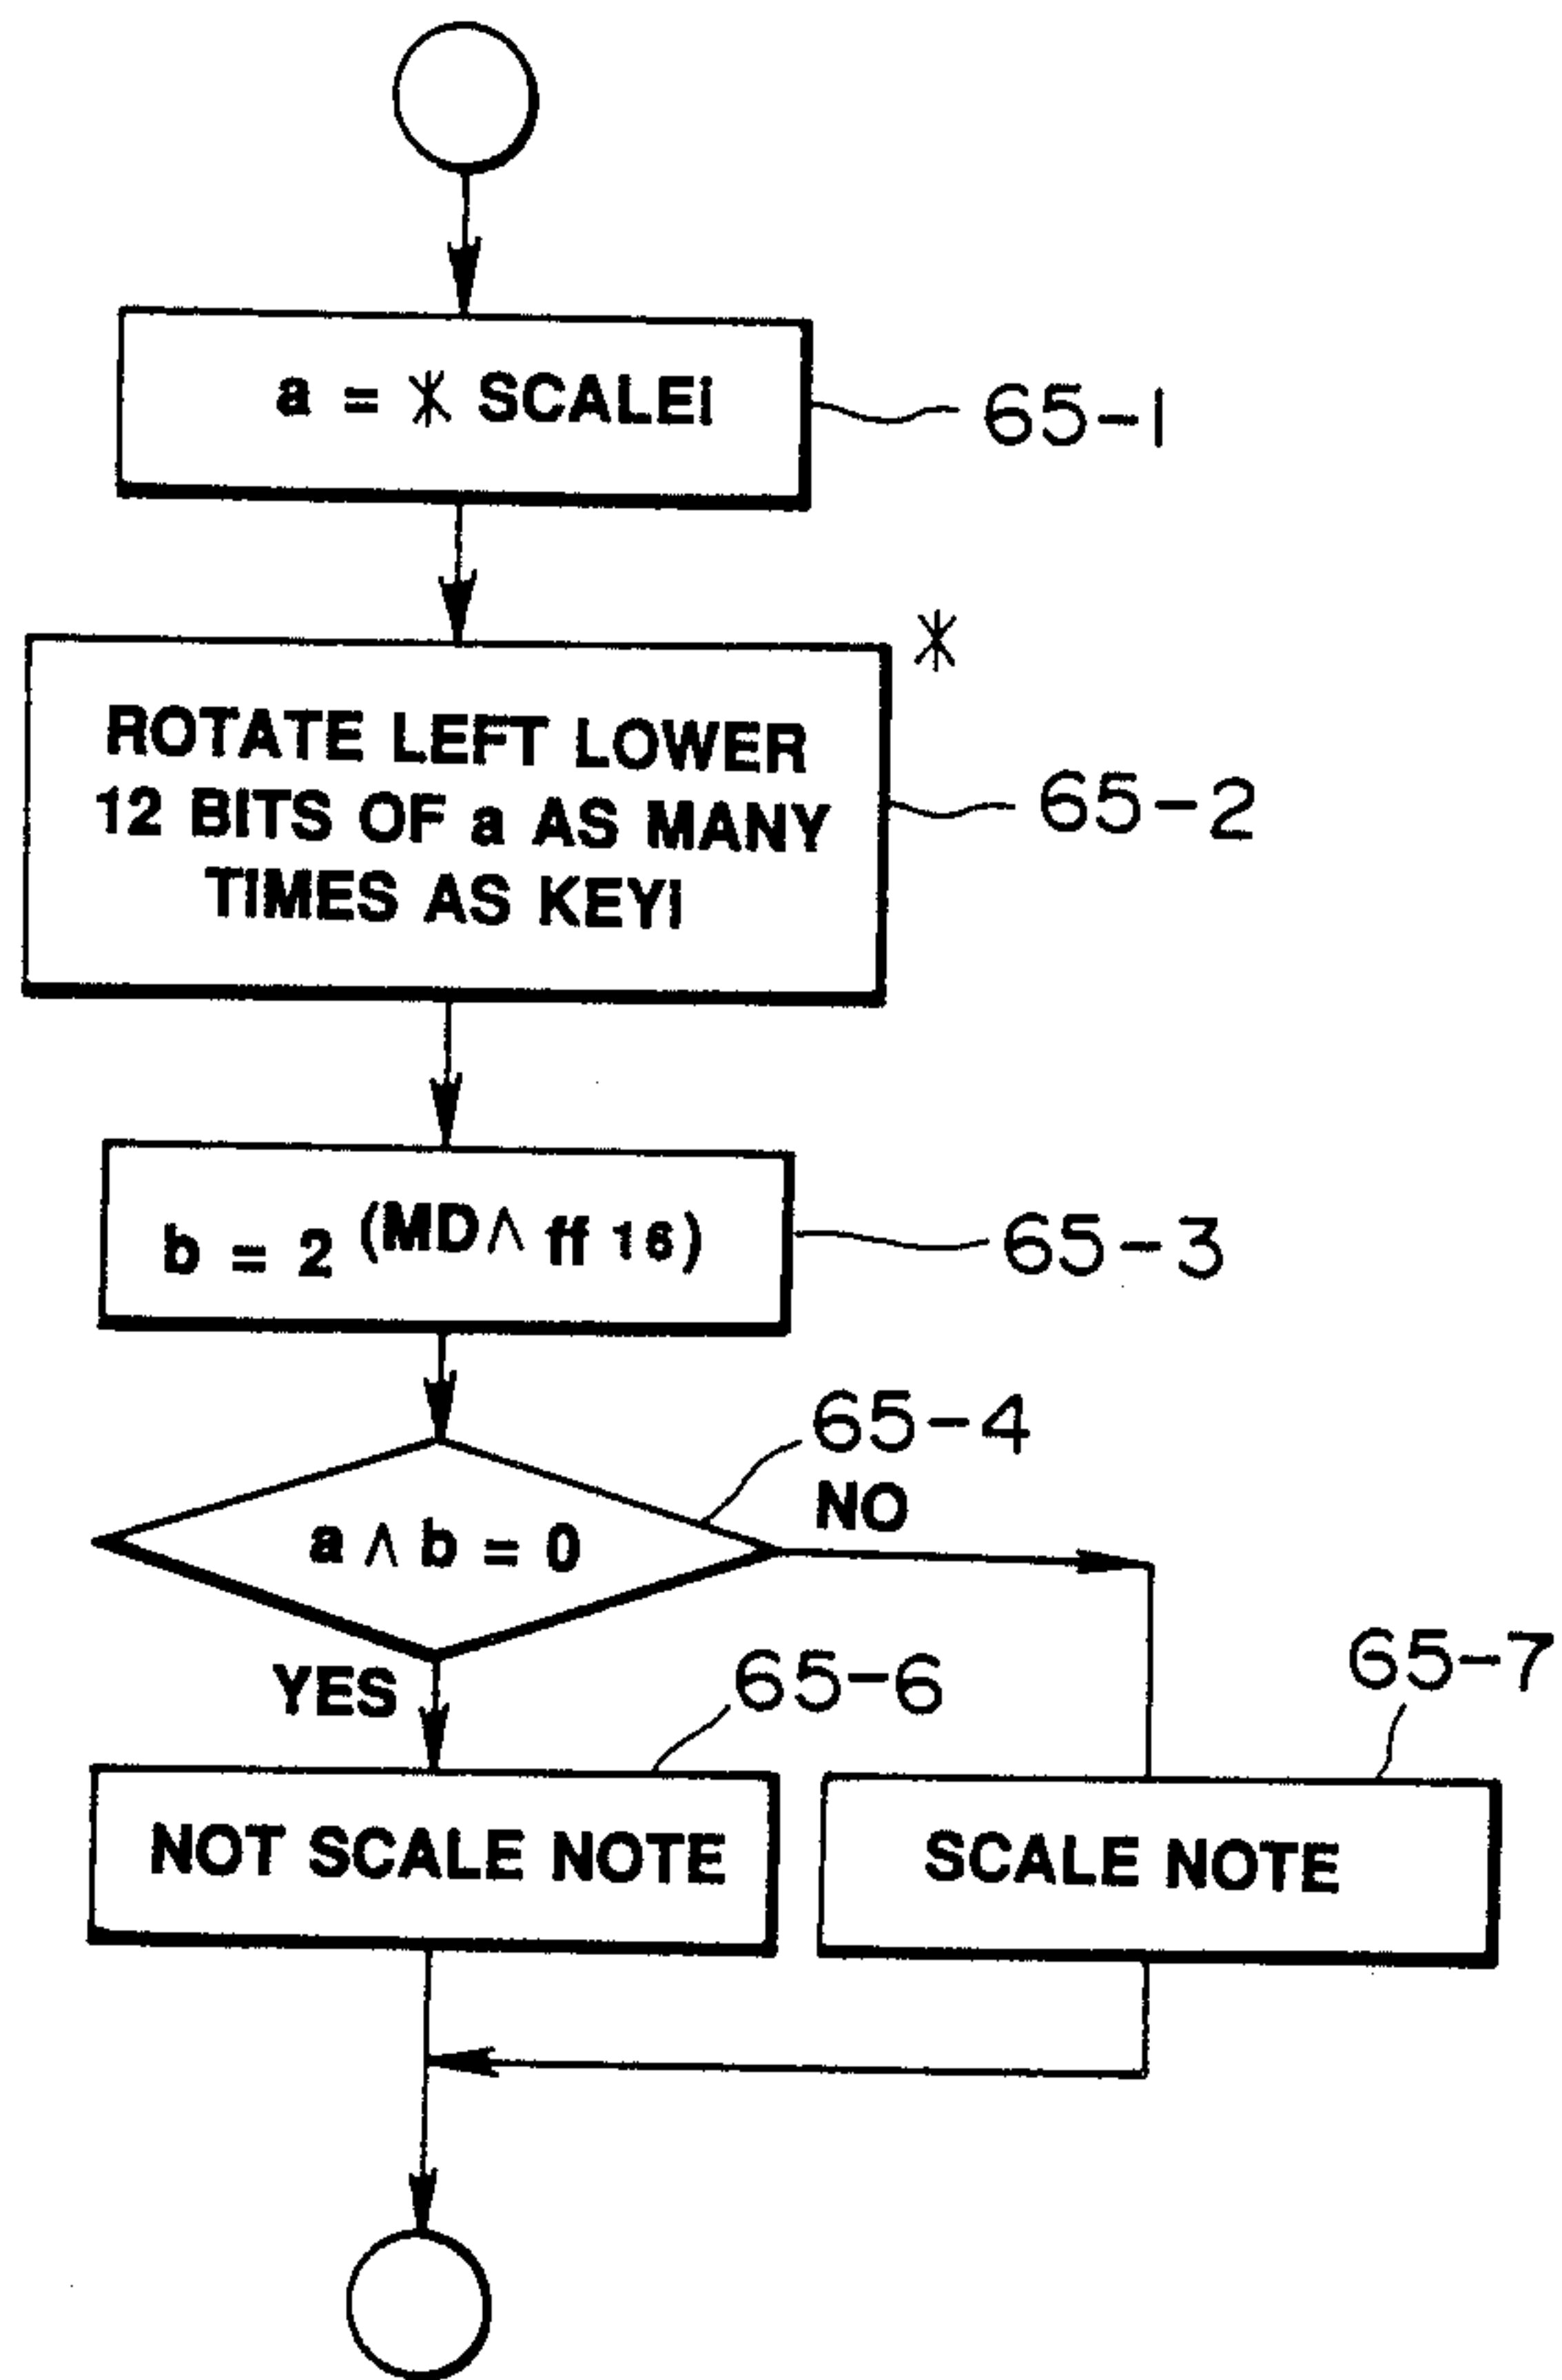 a = * SCALEi
65-1
*
ROTATE LEFT LOWER
12 BITS OF a AS MANY
TIMES AS KEYi
65-2
b = 2 (MD∧ ff 16)
65-3
65-4
a ∧ b = 0
NO
YES
65-6
65-7
NOT SCALE NOTE
SCALE NOTE